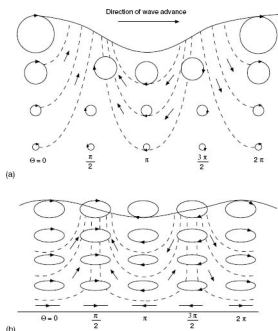 Direction of wave advance
Θ = 0 π/2 π 3π/2 2π
(a)
Θ = 0 π/2 π 3π/2 2π
(b)